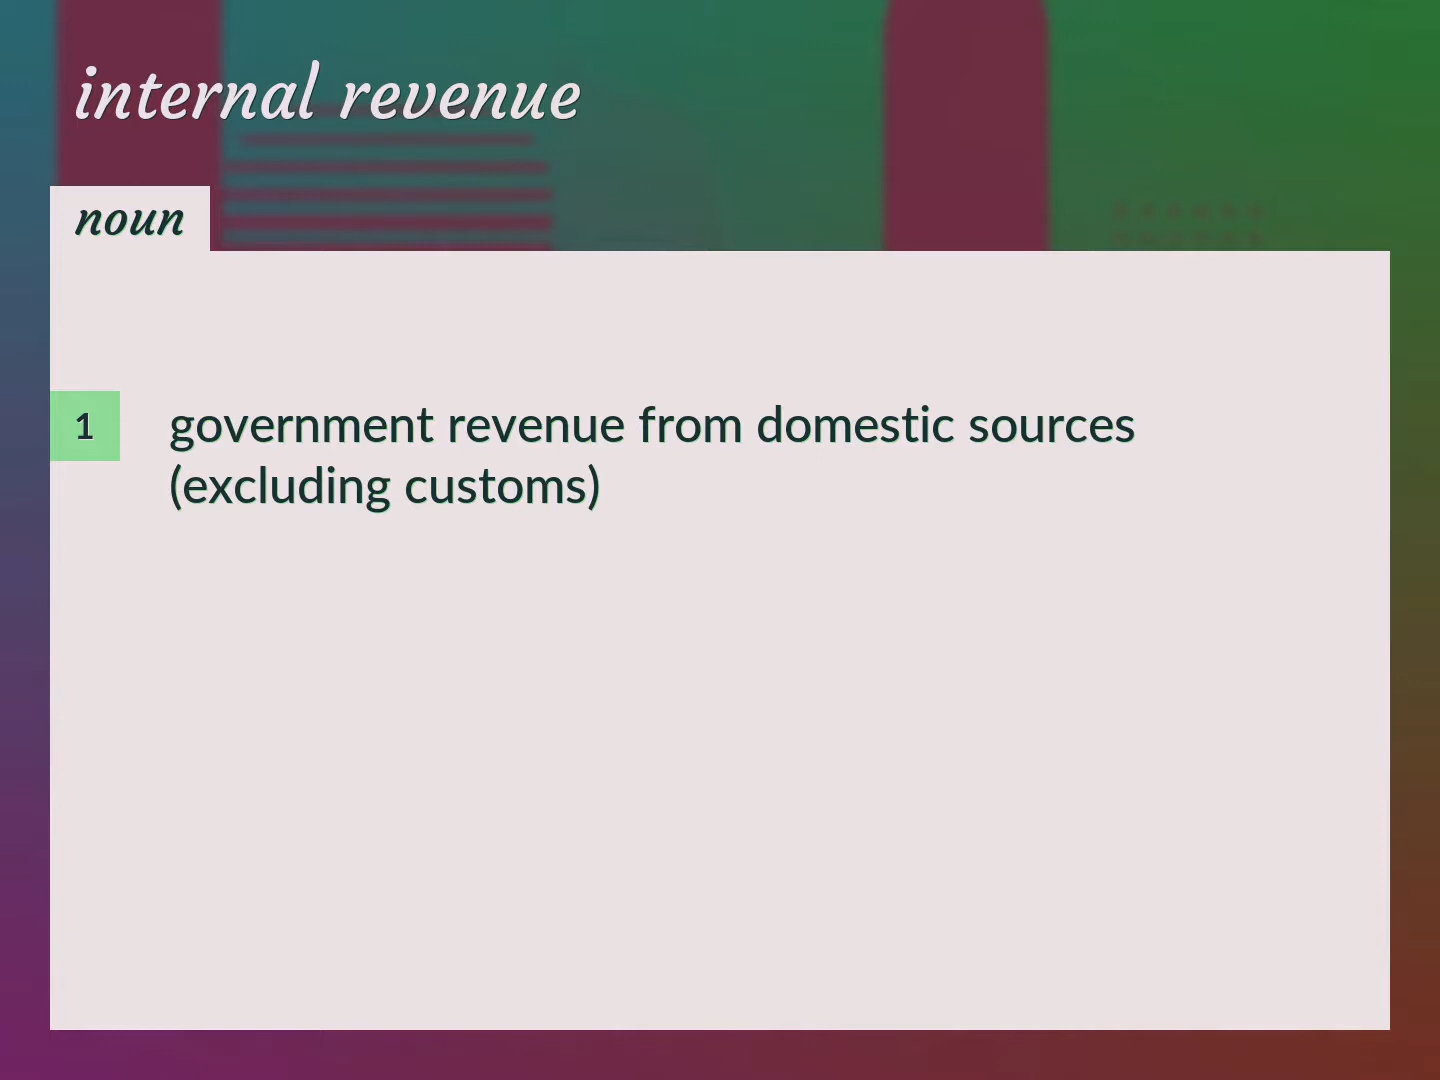 internal revenue
noun
1
government revenue from domestic sources
(excluding customs)